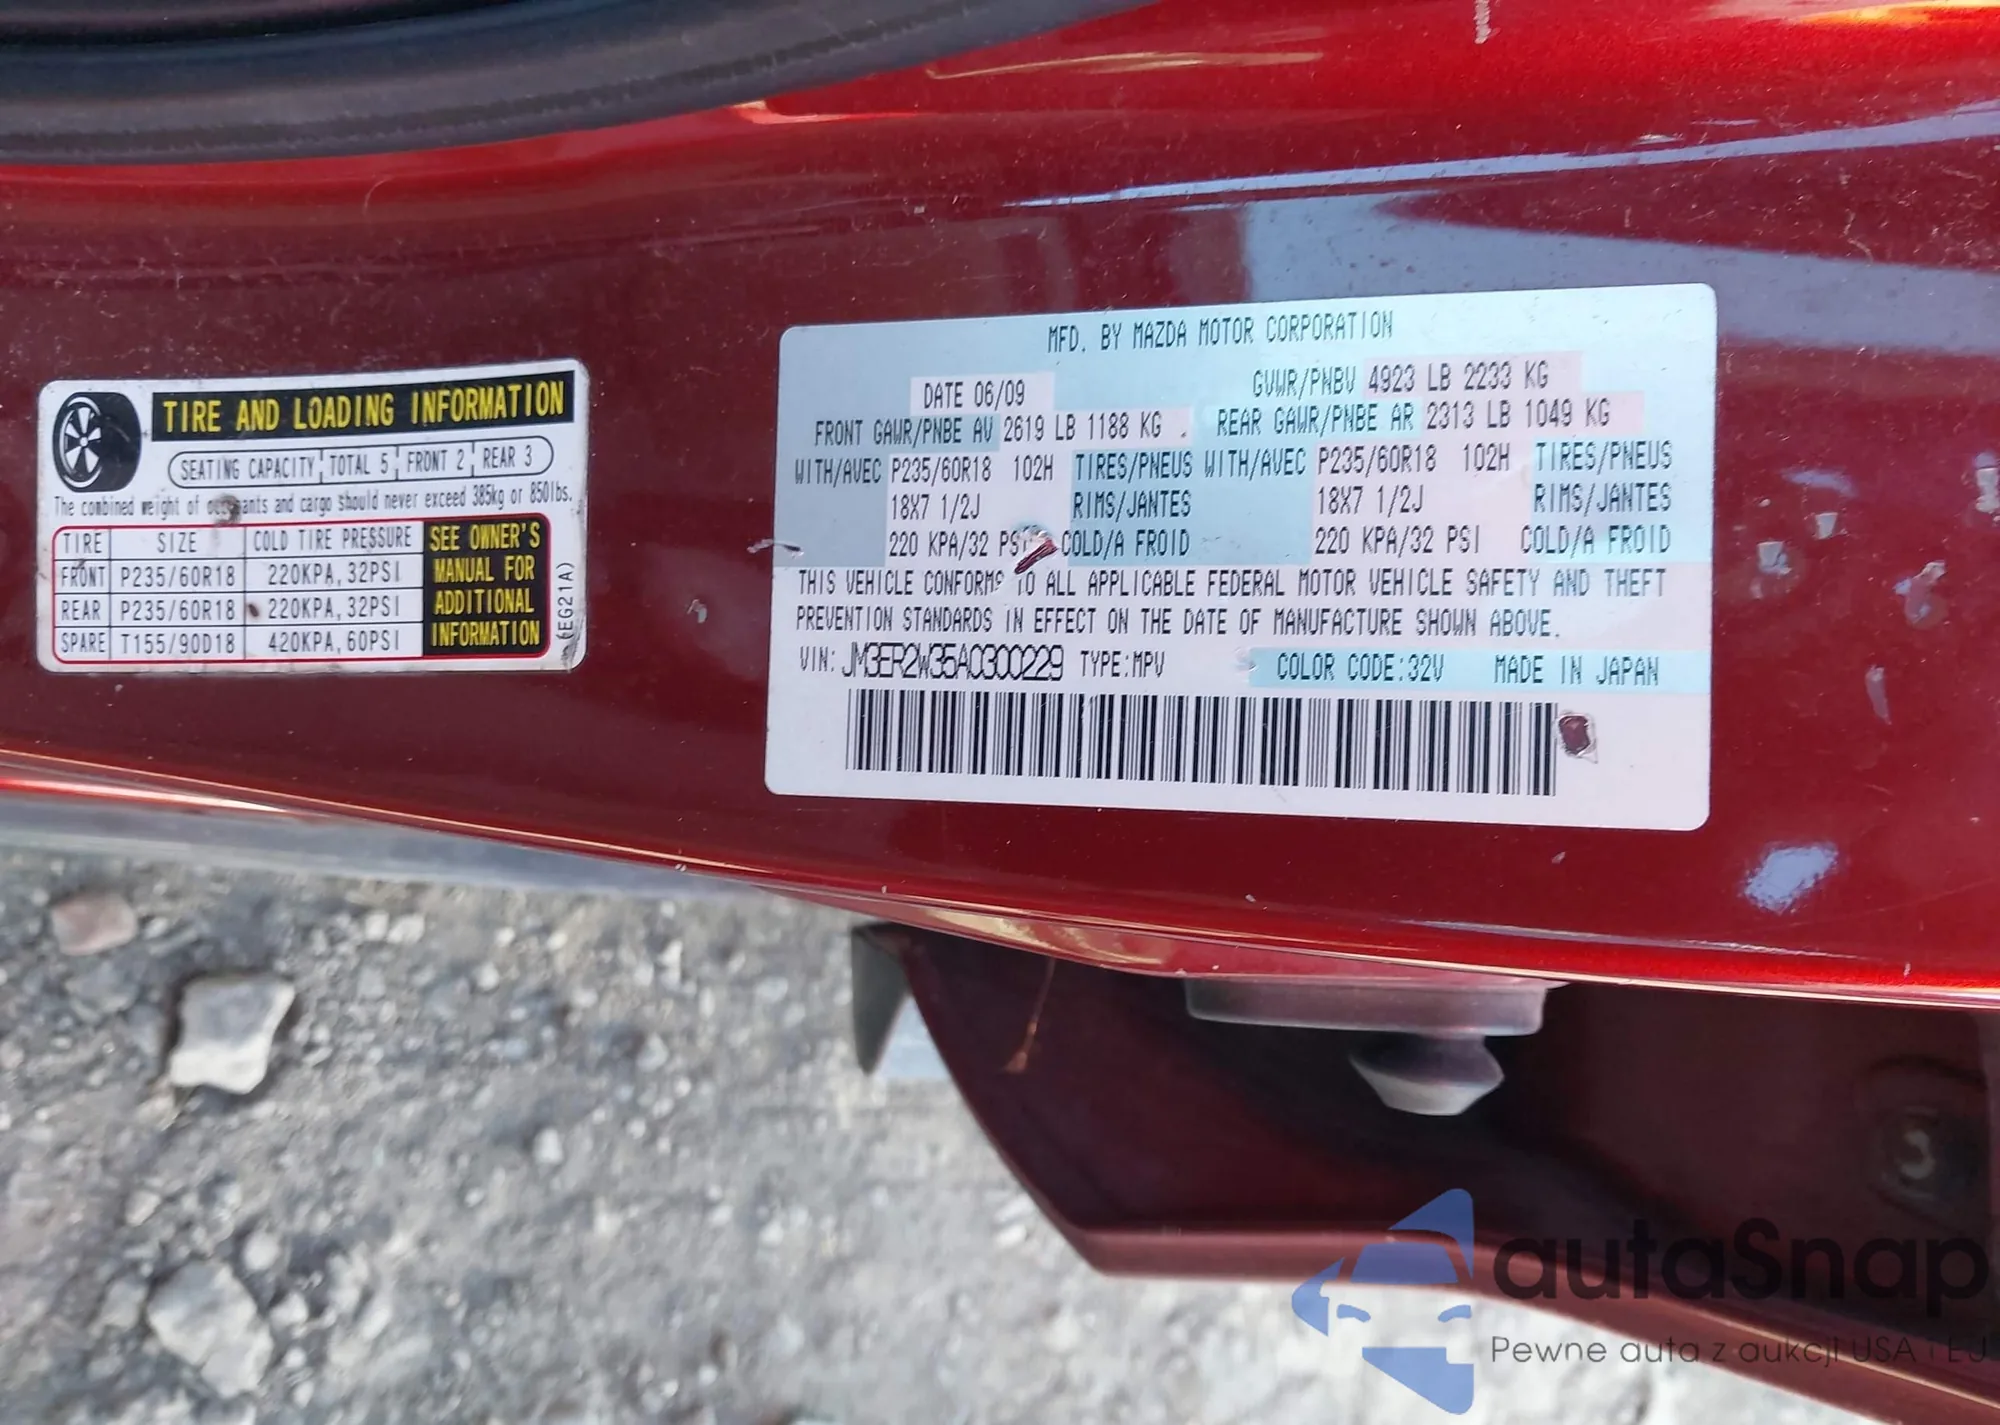 TIRE AND LOADING INFORMATION
SEATING CAPACITY TOTAL 5 FRONT 2 REAR 3
The combined weight of and cargo should never exceed 385kg or 850lbs.
TIRE SIZE COLD TIRE PRESSURE
FRONT P235/60R18 220KPA, 32PSI
REAR P235/60R18 220KPA, 32PSI
SPARE T155/90D18 420KPA, 60PSI
SEE OWNER'S
MANUAL FOR
ADDITIONAL
INFORMATION
(EG21A)
MFD. BY MAZDA MOTOR CORPORATION
DATE 06/09 GVWR/PNBV 4923 LB 2233 KG
FRONT GAWR/PNBE AV 2619 LB 1188 KG . REAR GAWR/PNBE AR 2313 LB 1049 KG
WITH/AVEC P235/60R18 102H TIRES/PNEUS WITH/AVEC P235/60R18 102H TIRES/PNEUS
18X7 1/2J RIMS/JANTES 18X7 1/2J RIMS/JANTES
220 KPA/32 PSI COLD/A FROID 220 KPA/32 PSI COLD/A FROID
THIS VEHICLE CONFORMS TO ALL APPLICABLE FEDERAL MOTOR VEHICLE SAFETY AND THEFT
PREVENTION STANDARDS IN EFFECT ON THE DATE OF MANUFACTURE SHOWN ABOVE.
VIN: JM3ER2W35A0300229 TYPE:MPV COLOR CODE:32V MADE IN JAPAN
autaSnap
Pewne auta z aukcji USA i EU